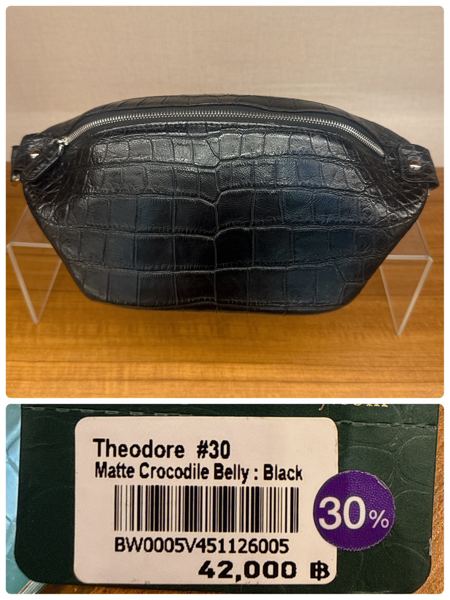 Theodore #30
Matte Crocodile Belly : Black
30%
BW0005V451126005
42,000 ฿